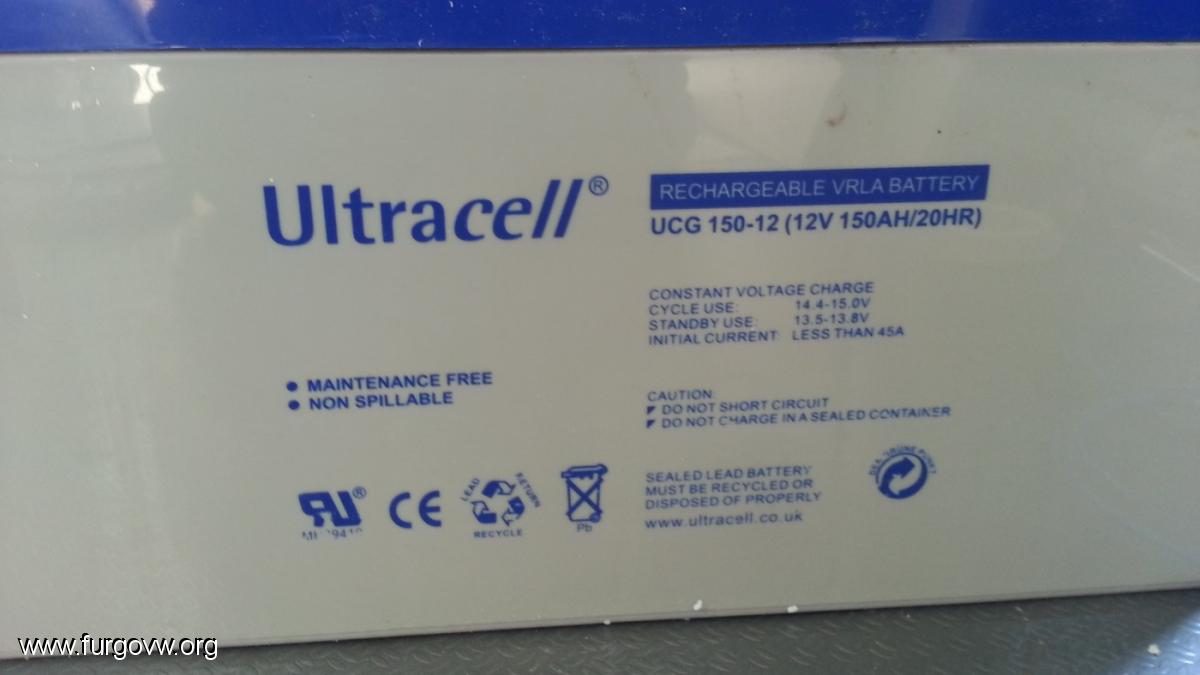 Ultracell®
RECHARGEABLE VRLA BATTERY
UCG 150-12 (12V 150AH/20HR)
CONSTANT VOLTAGE CHARGE
CYCLE USE: 14.4-15.0V
STANDBY USE: 13.5-13.8V
INITIAL CURRENT: LESS THAN 45A
● MAINTENANCE FREE
● NON SPILLABLE
CAUTION:
DO NOT SHORT CIRCUIT
DO NOT CHARGE IN A SEALED CONTAINER
®
CE
LEAD RETURN
RECYCLE
Pb
SEALED LEAD BATTERY
MUST BE RECYCLED OR
DISPOSED OF PROPERLY
www.ultracell.co.uk
www.furgovw.org